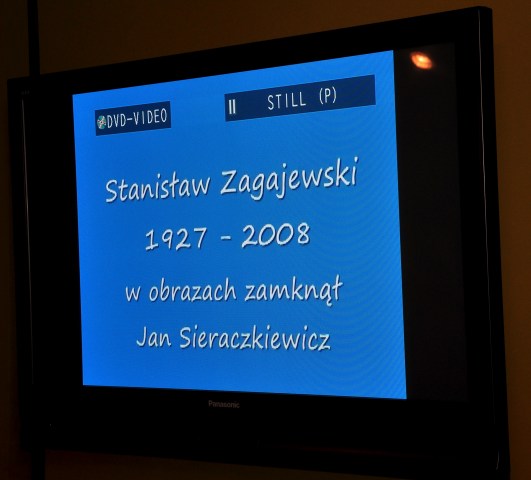 DVD-VIDEO
STILL (P)
Stanisław Zagajewski
1927 - 2008
w obrazach zamknął
Jan Sieraczkiewicz
Panasonic